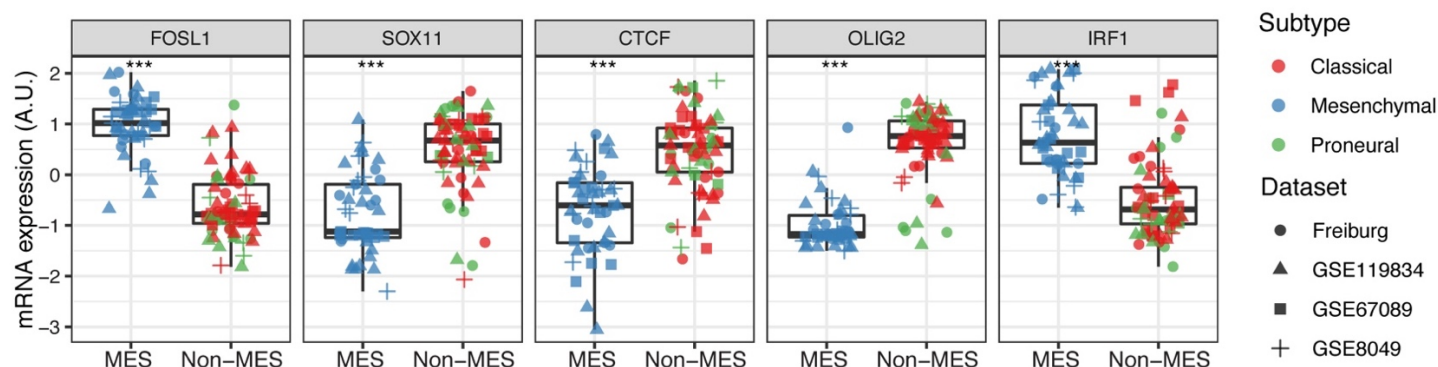 FOSL1 SOX11 CTCF OLIG2 IRF1
*** *** *** *** ***
mRNA expression (A.U.)
2
1
0
−1
−2
−3
MES Non−MES MES Non−MES MES Non−MES MES Non−MES MES Non−MES
Subtype
Classical
Mesenchymal
Proneural
Dataset
Freiburg
GSE119834
GSE67089
GSE8049